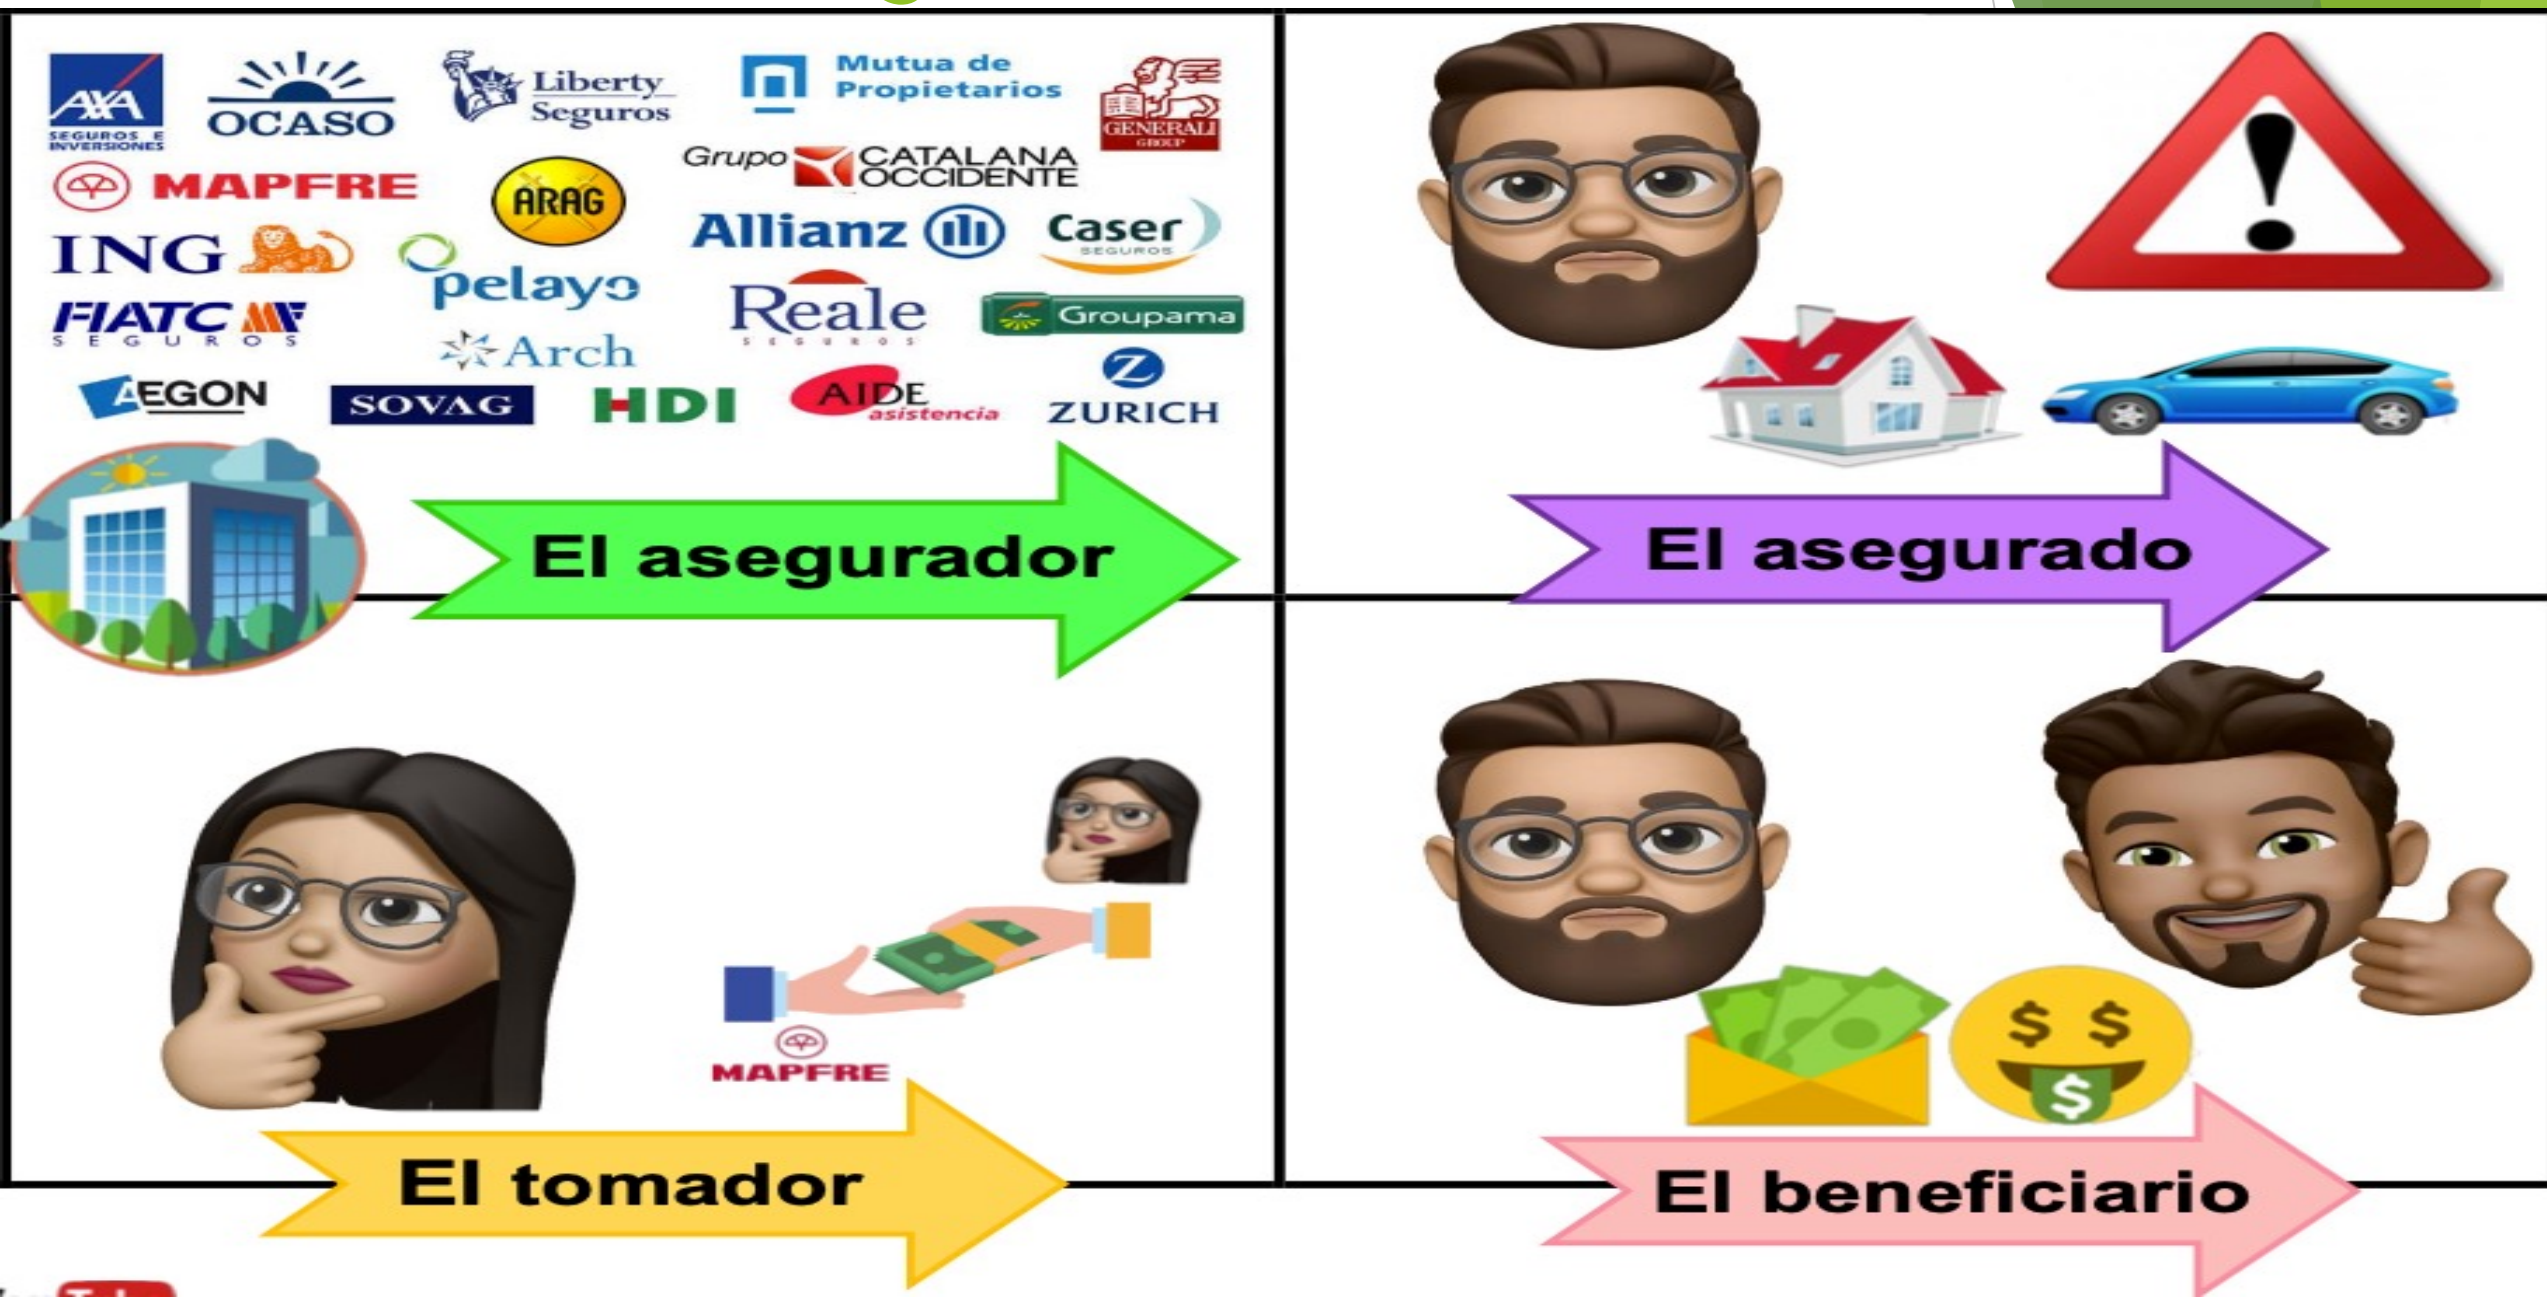 AXA
SEGUROS E
INVERSIONES
OCASO
Liberty
Seguros
Mutua de
Propietarios
GENERALI
GROUP
MAPFRE
ARAG
Grupo CATALANA
OCCIDENTE
ING
pelayo
Allianz
Caser
SEGUROS
FIATC
SEGUROS
Arch
Reale
SEGUROS
Groupama
AEGON
SOVAG
HDI
AIDE
asistencia
Z
ZURICH
El asegurador
El asegurado
MAPFRE
El tomador
$ $
$
El beneficiario